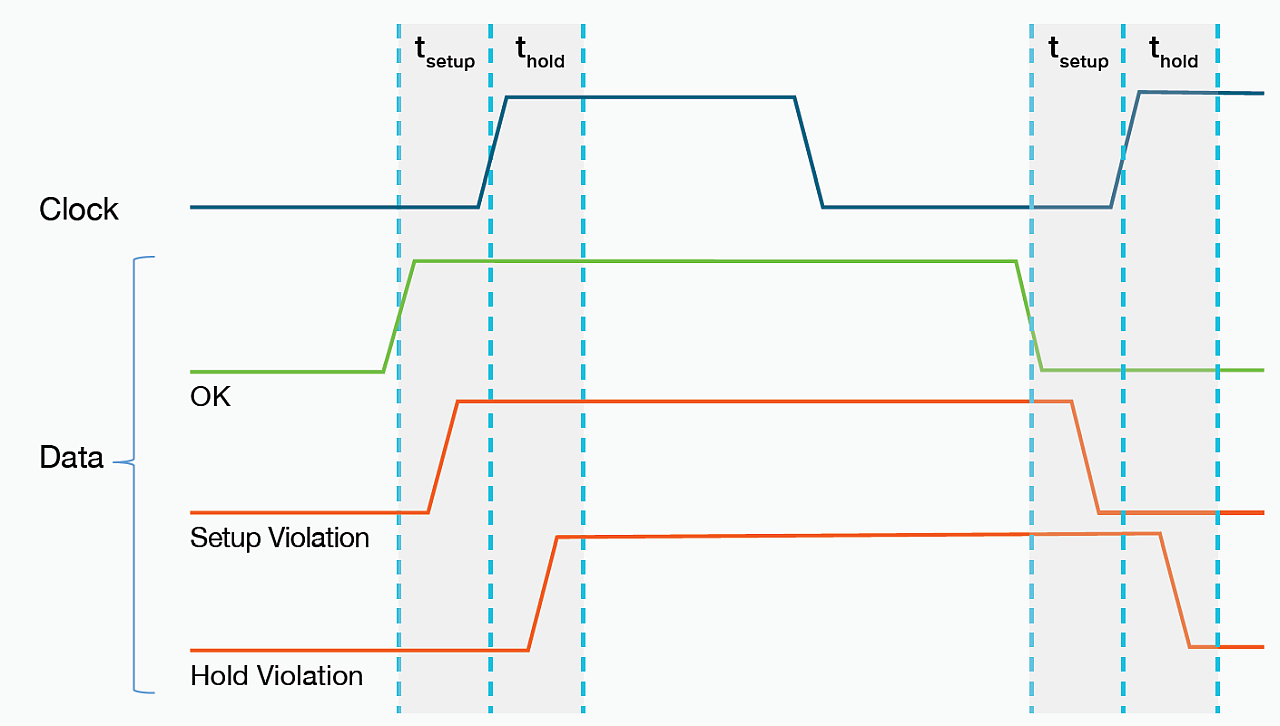 tsetup thold tsetup thold
Clock
OK
Data
Setup Violation
Hold Violation